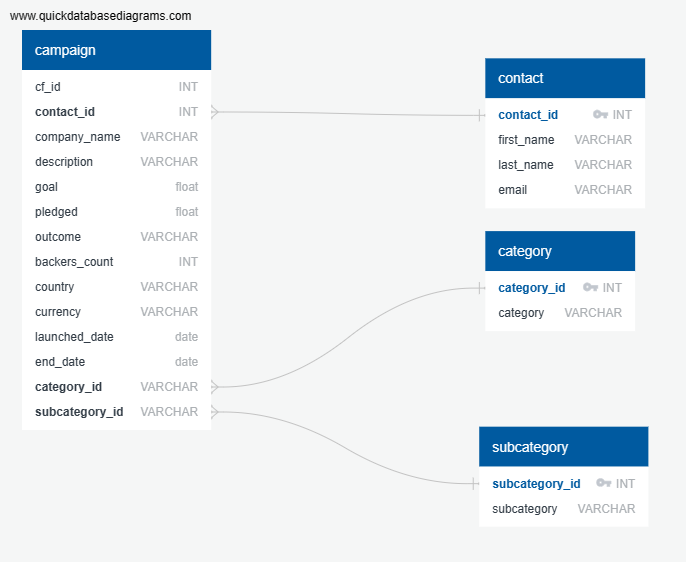 www.quickdatabasediagrams.com
campaign
cf_id INT
contact_id INT
company_name VARCHAR
description VARCHAR
goal float
pledged float
outcome VARCHAR
backers_count INT
country VARCHAR
currency VARCHAR
launched_date date
end_date date
category_id VARCHAR
subcategory_id VARCHAR
contact
contact_id INT
first_name VARCHAR
last_name VARCHAR
email VARCHAR
category
category_id INT
category VARCHAR
subcategory
subcategory_id INT
subcategory VARCHAR